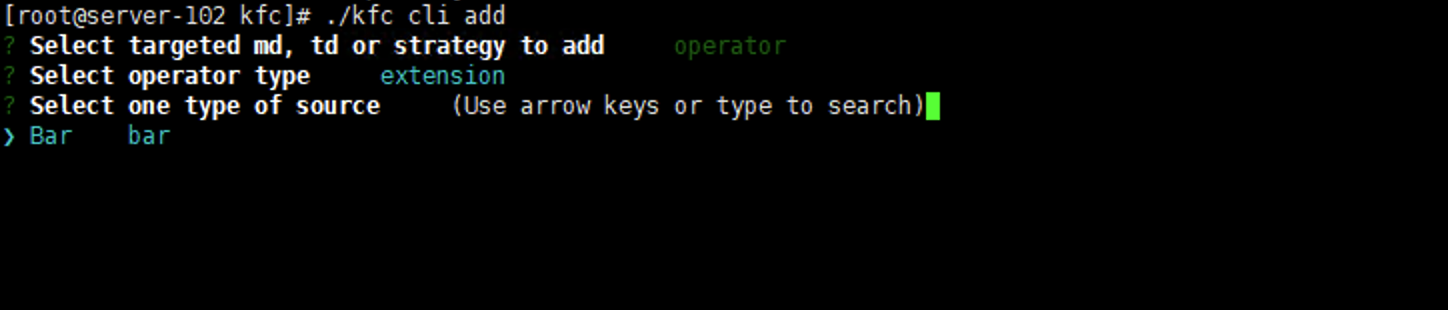 [root@server-102 kfc]# ./kfc cli add
? Select targeted md, td or strategy to add operator
? Select operator type extension
? Select one type of source (Use arrow keys or type to search)
❯ Bar bar